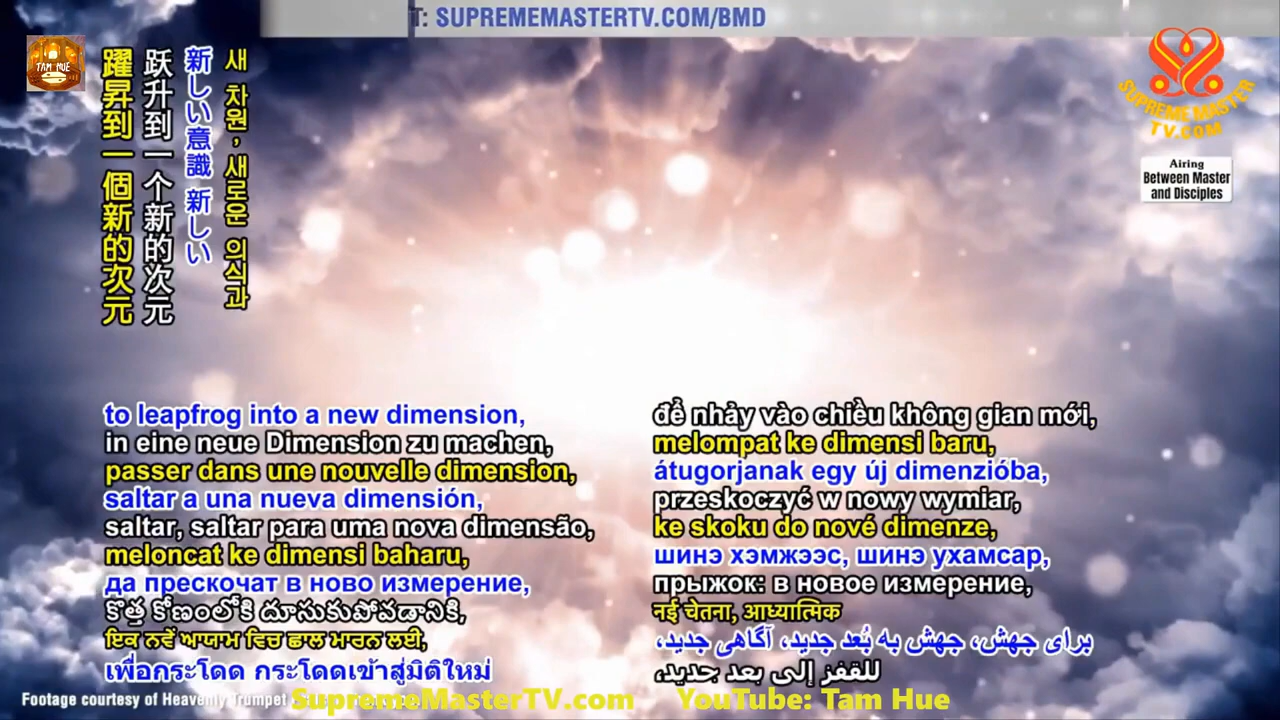 T: SUPREMEMASTERTV.COM/BMD
TAM HUE
SUPREME MASTER
TV.COM
Airing
Between Master
and Disciples
躍昇到一個新的次元
跃升到一个新的次元
新しい意識 新しい
새 차원, 새로운 의식과
to leapfrog into a new dimension,
in eine neue Dimension zu machen,
passer dans une nouvelle dimension,
saltar a una nueva dimensión,
saltar, saltar para uma nova dimensão,
meloncat ke dimensi baharu,
да прескочат в ново измерение,
కొత్త కోణంలోకి దూసుకుపోవడానికి,
ਇਕ ਨਵੇਂ ਆਯਾਮ ਵਿਚ ਛਾਲ ਮਾਰਨ ਲਈ,
เพื่อกระโดด กระโดดเข้าสู่มิติใหม่
để nhảy vào chiều không gian mới,
melompat ke dimensi baru,
átugorjanak egy új dimenzióba,
przeskoczyć w nowy wymiar,
ke skoku do nové dimenze,
шинэ хэмжээс, шинэ ухамсар,
прыжок: в новое измерение,
नई चेतना, आध्यात्मिक
برای جهش، جهش به بُعد جدید، آگاهی جدید،
للقفز إلى بعد جديد،
Footage courtesy of Heavenly Trumpet
SupremeMasterTV.com YouTube: Tam Hue